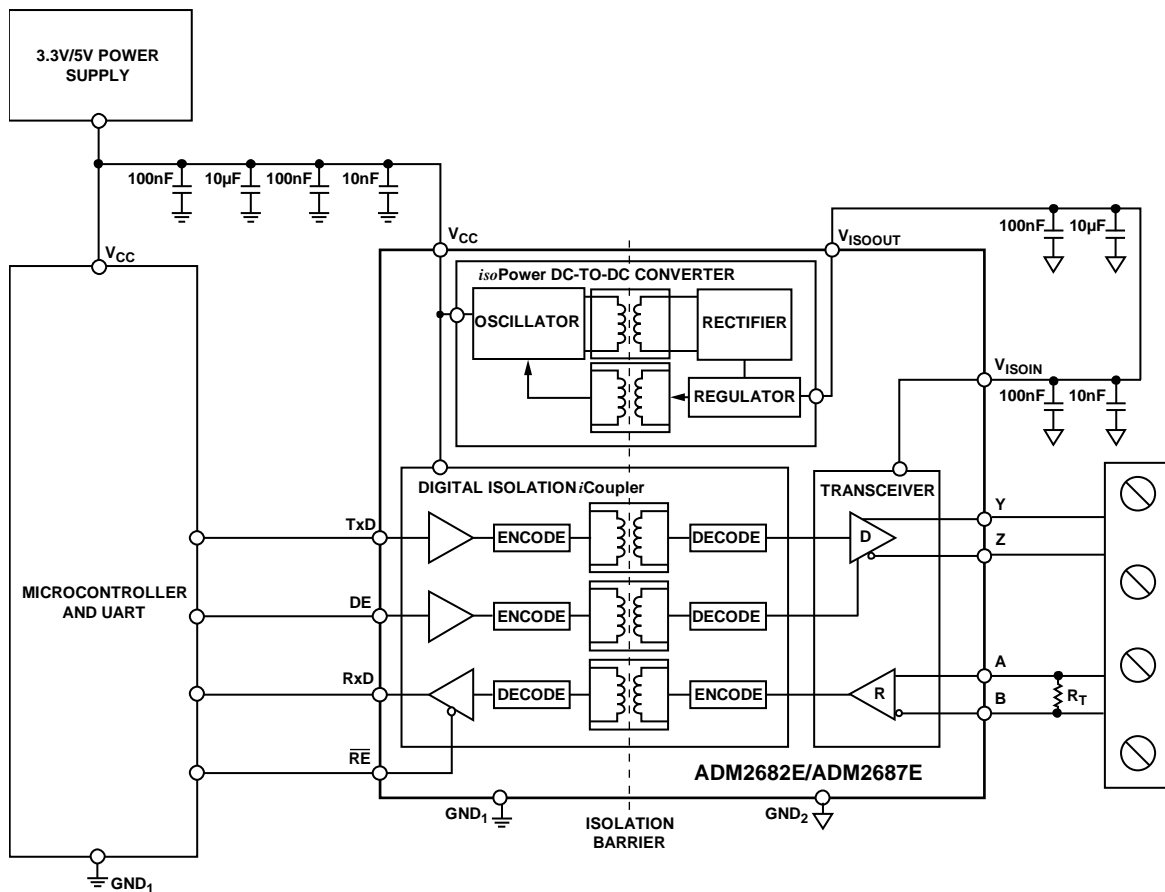 3.3V/5V POWER
SUPPLY
100nF
10µF
100nF
10nF
VCC
VCC
VISOOUT
100nF
10µF
isoPower DC-TO-DC CONVERTER
OSCILLATOR
RECTIFIER
REGULATOR
VISOIN
100nF
10nF
DIGITAL ISOLATION iCoupler
TRANSCEIVER
TxD
ENCODE
DECODE
D
Y
Z
MICROCONTROLLER
AND UART
DE
ENCODE
DECODE
RxD
DECODE
ENCODE
R
A
B
RT
RE
ADM2682E/ADM2687E
GND1
ISOLATION
BARRIER
GND2
GND1